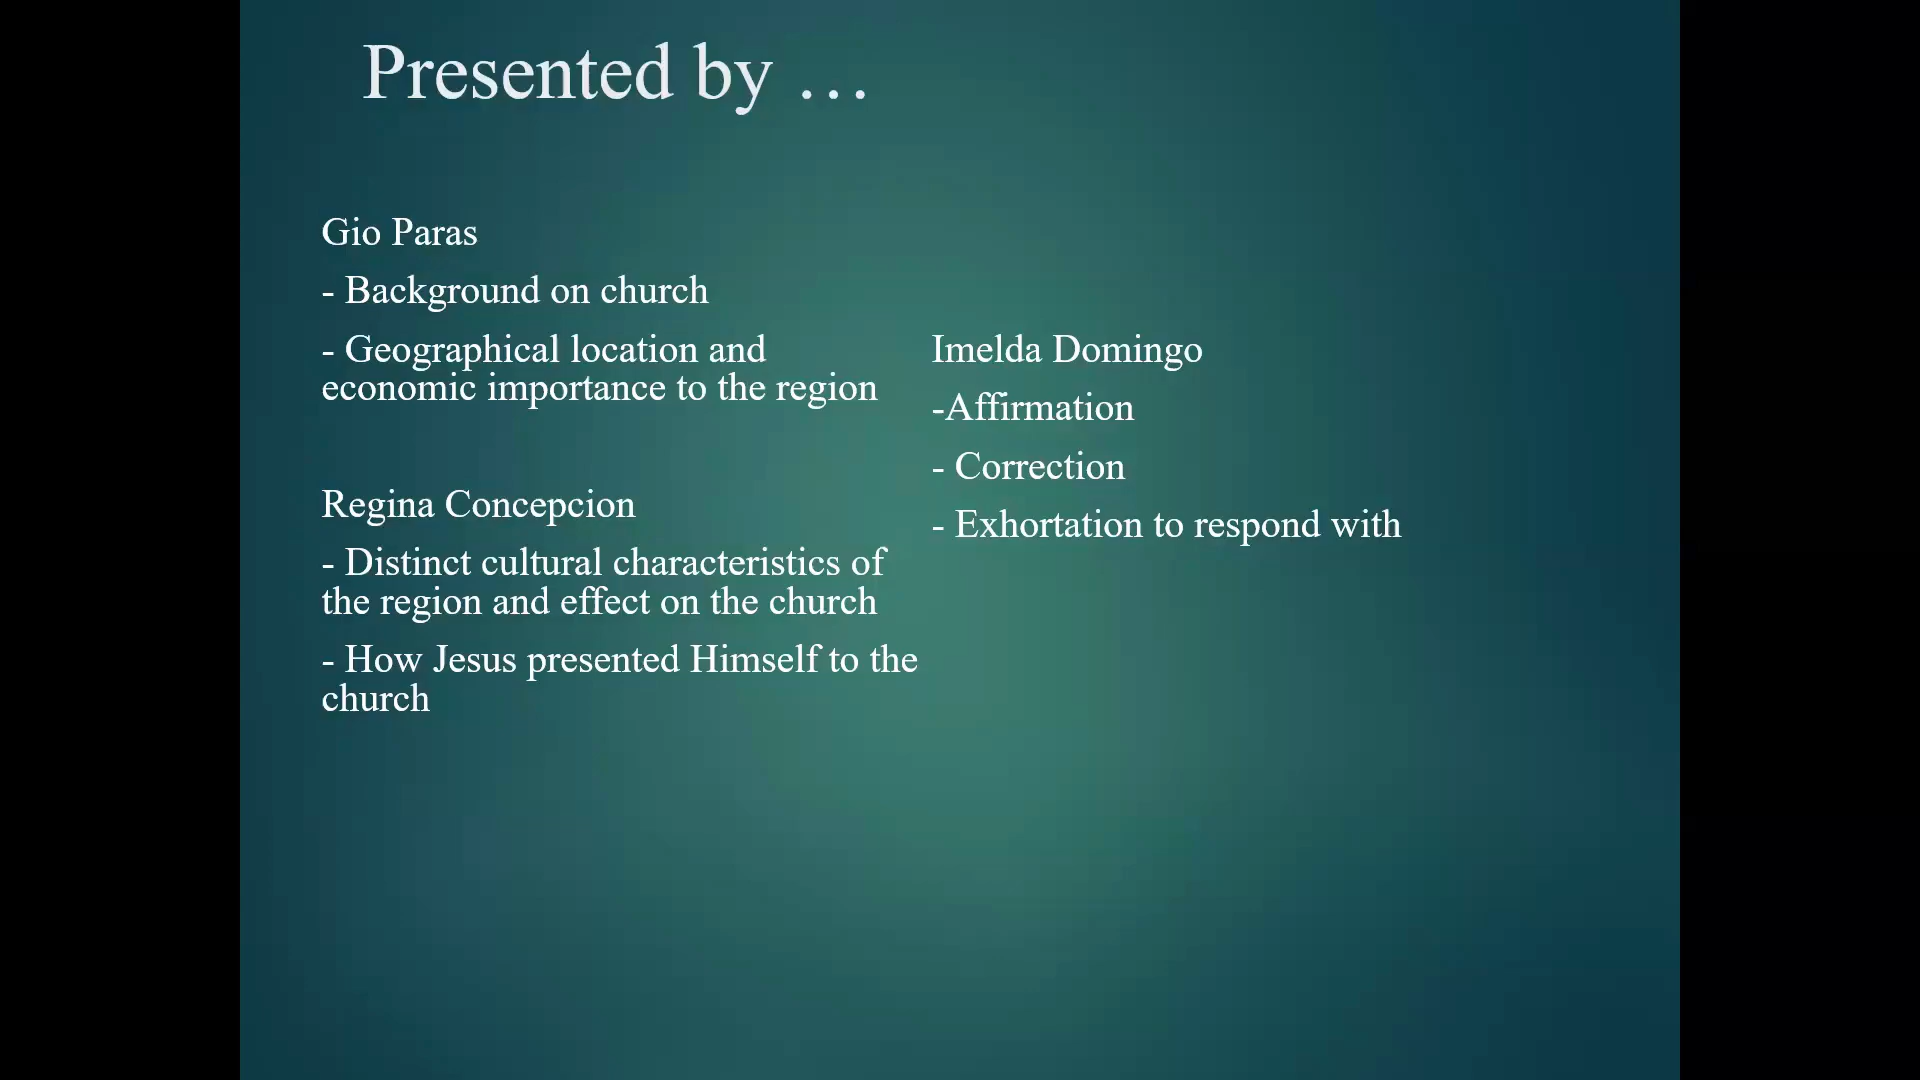 Presented by …
Gio Paras
- Background on church
- Geographical location and
economic importance to the region
Regina Concepcion
- Distinct cultural characteristics of
the region and effect on the church
- How Jesus presented Himself to the
church
Imelda Domingo
-Affirmation
- Correction
- Exhortation to respond with